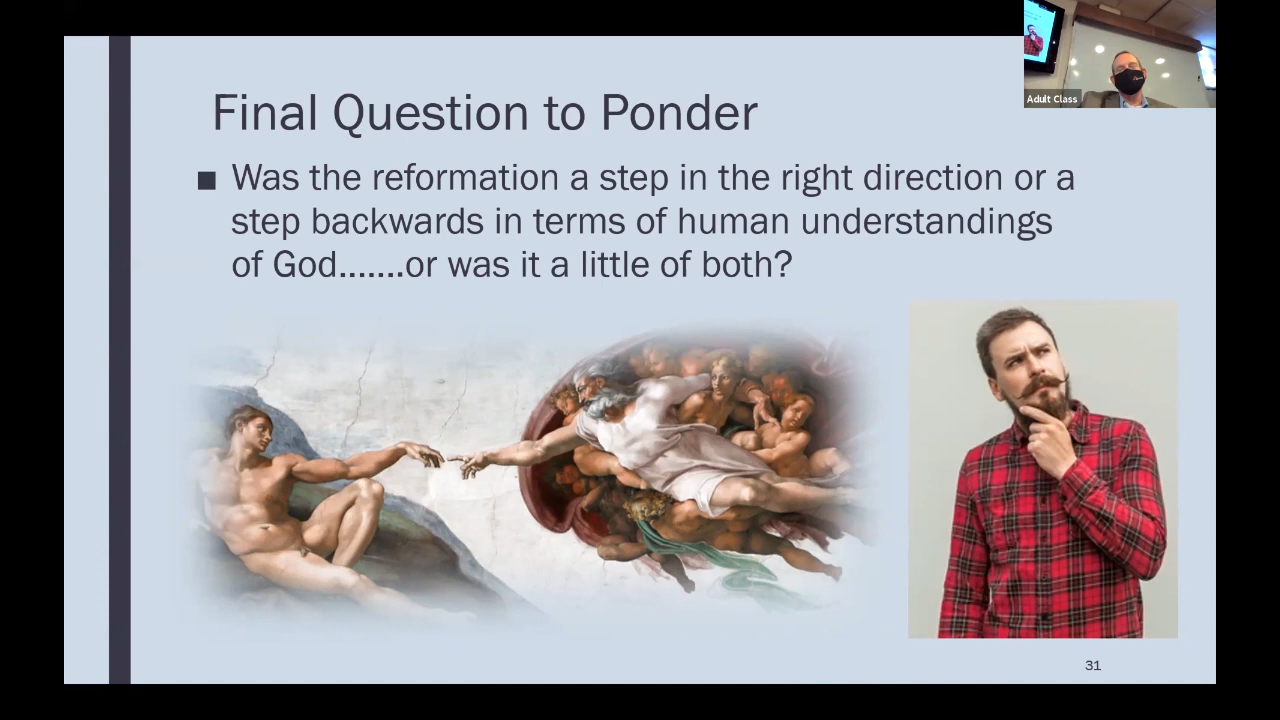 Adult Class
Final Question to Ponder
■ Was the reformation a step in the right direction or a
step backwards in terms of human understandings
of God.......or was it a little of both?
31